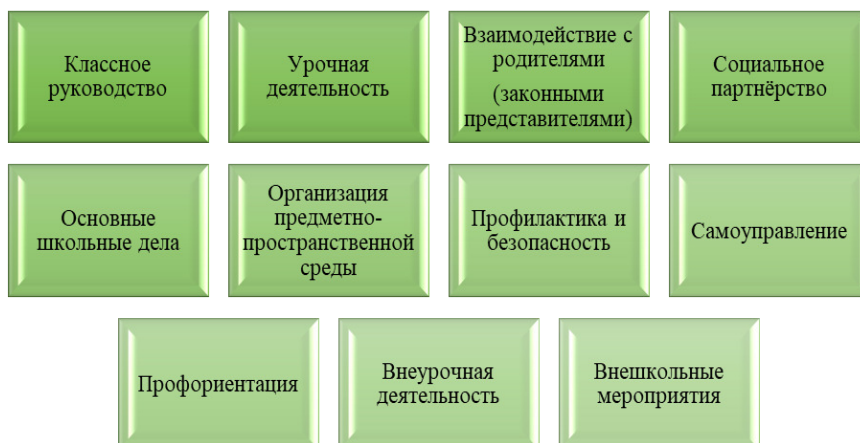 Классное
руководство
Урочная
деятельность
Взаимодействие с
родителями
(законными
представителями)
Социальное
партнёрство
Основные
школьные дела
Организация
предметно-
пространственной
среды
Профилактика и
безопасность
Самоуправление
Профориентация
Внеурочная
деятельность
Внешкольные
мероприятия